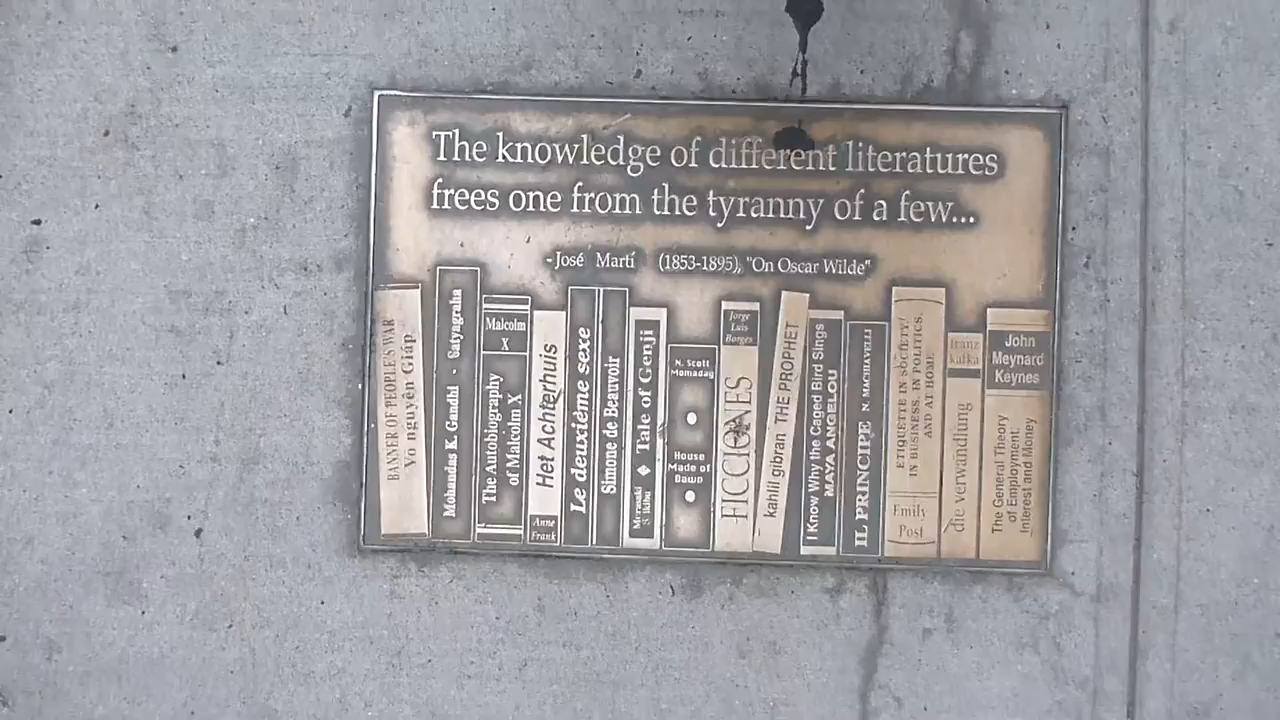 The knowledge of different literatures
frees one from the tyranny of a few...
-José Martí (1853-1895), "On Oscar Wilde"
BANNER OF PEOPLE'S WAR
Võ nguyên Giáp
Mohandas K. Gandhi - Satyagraha
Malcolm
X
The Autobiography
of Malcolm X
Het Achterhuis
Anne
Frank
Le deuxième sexe
Simone de Beauvoir
Murasaki
Shikibu
Tale of Genji
N. Scott
Momaday
House
Made of
Dawn
Jorge
Luis
Borges
FICCIONES
kahlil gibran THE PROPHET
I Know Why the Caged Bird Sings
MAYA ANGELOU
IL PRINCIPE N. MACHIAVELLI
ETIQUETTE IN SOCIETY,
IN BUSINESS, IN POLITICS,
AND AT HOME
Emily
Post
franz
kafka
die verwandlung
John
Meynard
Keynes
The General Theory
of Employment,
Interest and Money